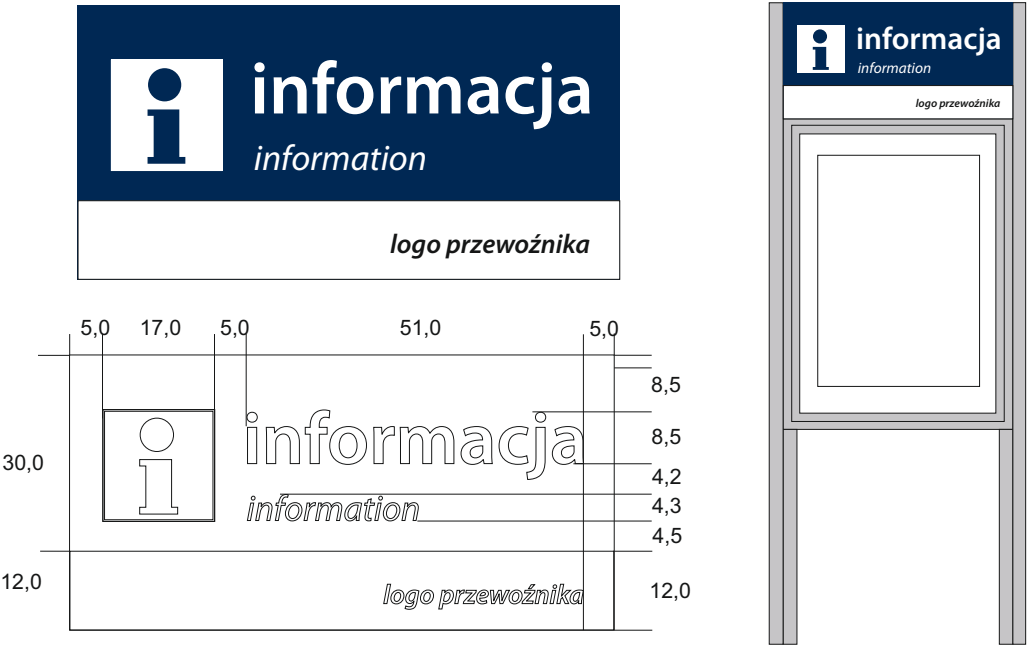 informacja
information
logo przewoźnika
informacja
information
logo przewoźnika
5,0 17,0 5,0 51,0 5,0
8,5
8,5
4,2
4,3
4,5
12,0
30,0
12,0
informacja
information
logo przewoźnika